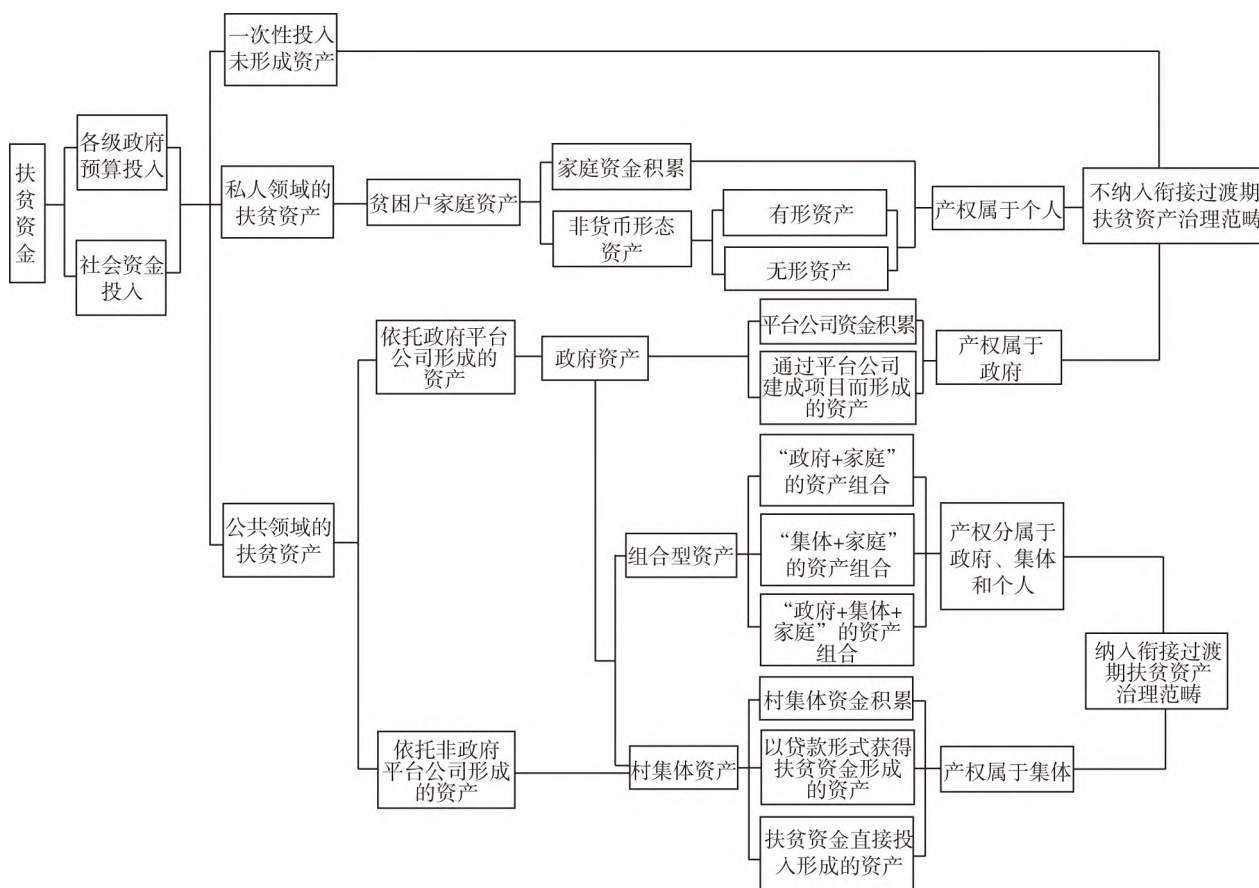 一次性投入
未形成资产
扶
贫
资
金
各级政府
预算投入
社会资金
投入
私人领域的
扶贫资产
贫困户家庭资产
家庭资金积累
非货币形态
资产
有形资产
无形资产
产权属于个人
不纳入衔接过渡期
扶贫资产治理范畴
公共领域的
扶贫资产
依托政府平台
公司形成的
资产
政府资产
平台公司资金积累
通过平台公司
建成项目而形成
的资产
产权属于
政府
组合型资产
“政府+家庭”
的资产组合
“集体+家庭”
的资产组合
“政府+集体+
家庭”的资产
组合
产权分属于
政府、集体
和个人
纳入衔接过渡
期扶贫资产
治理范畴
依托非政府
平台公司形成
的资产
村集体资产
村集体资金积累
以贷款形式获得
扶贫资金形成
的资产
扶贫资金直接投
入形成的资产
产权属于集体